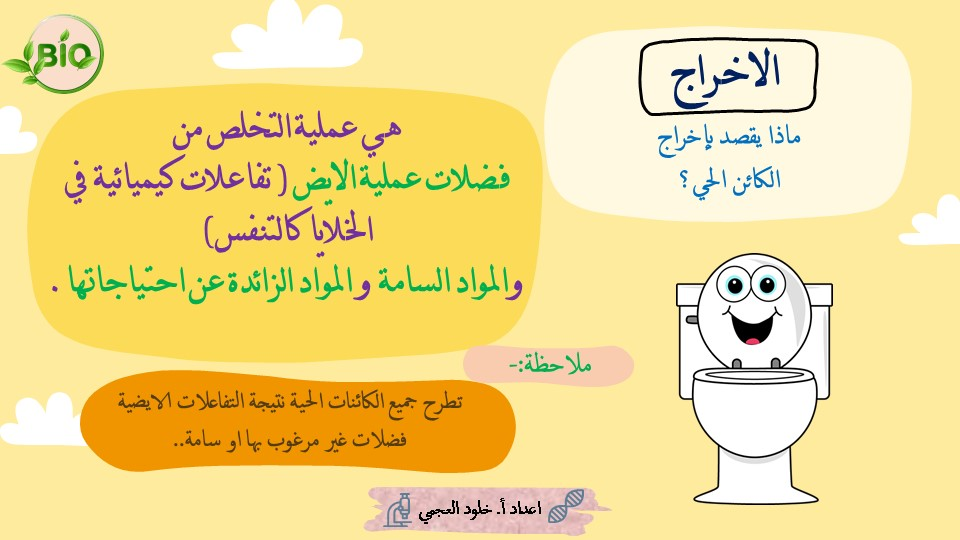 BIO
الاخراج
ماذا يقصد بإخراج
الكائن الحي ؟
هي عملية التخلص من
فضلات عملية الايض ( تفاعلات كيميائية في
الخلايا كالتنفس)
والمواد السامة و المواد الزائدة عن احتياجاتها .
ملاحظة:-
تطرح جميع الكائنات الحية نتيجة التفاعلات الايضية
فضلات غير مرغوب بها او سامة..
اعداد أ. خلود العجمي